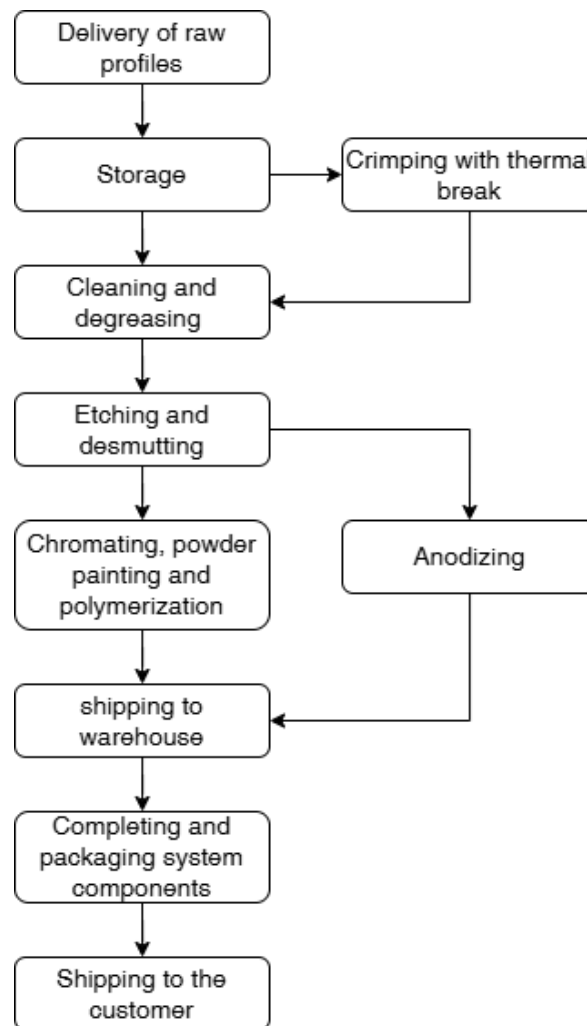 Delivery of raw
profiles
Storage
Crimping with thermal
break
Cleaning and
degreasing
Etching and
desmutting
Chromating, powder
painting and
polymerization
Anodizing
shipping to
warehouse
Completing and
packaging system
components
Shipping to the
customer